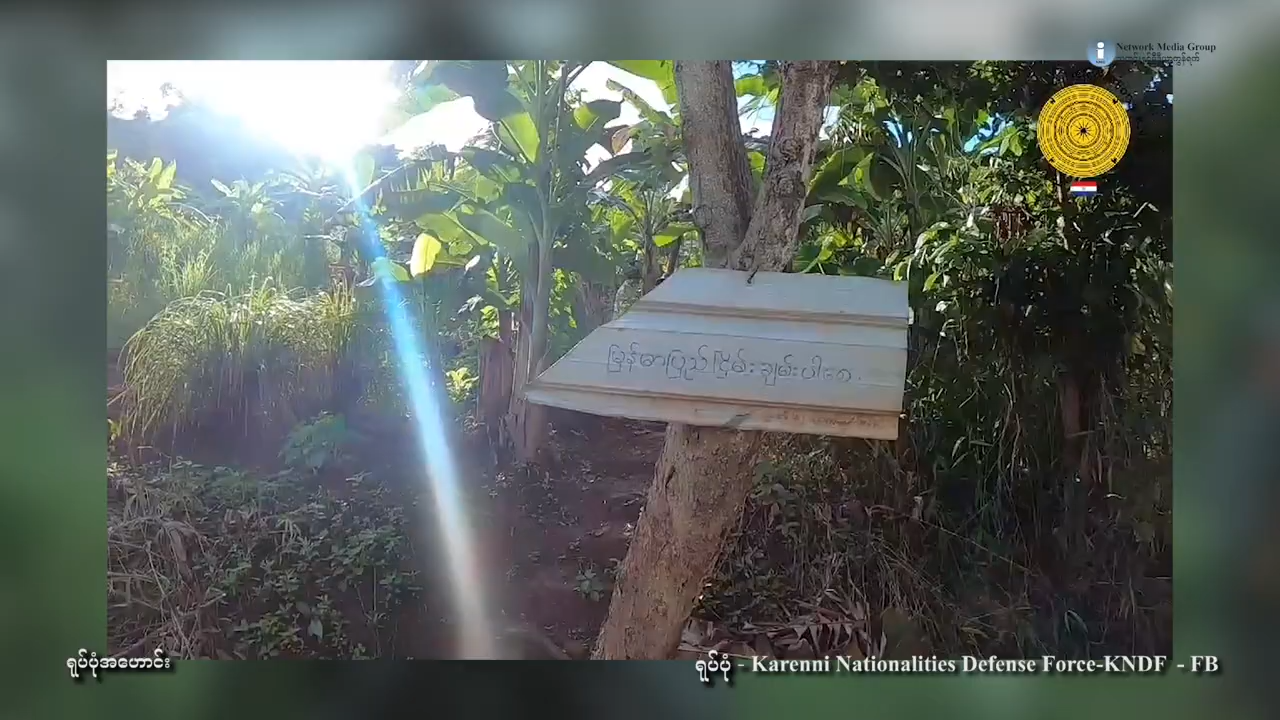 Network Media Group
မြန်မာပြည်ငြိမ်းချမ်းပါစေ
ရုပ်ပုံအဟောင်း
ရုပ်ပုံ - Karenni Nationalities Defense Force-KNDF - FB